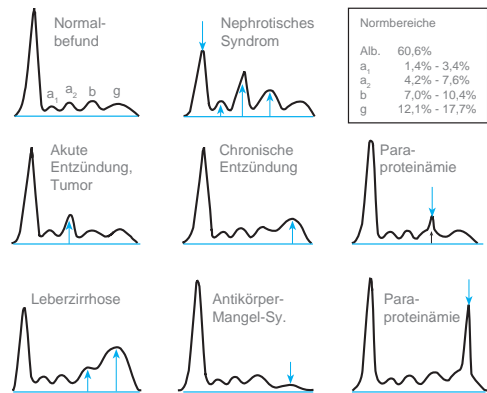 Normal-
befund
a1 a2 b g
Nephrotisches
Syndrom
Normbereiche
Alb. 60,6%
a1 1,4% - 3,4%
a2 4,2% - 7,6%
b 7,0% - 10,4%
g 12,1% - 17,7%
Akute
Entzündung,
Tumor
Chronische
Entzündung
Para-
proteinämie
Leberzirrhose
Antikörper-
Mangel-Sy.
Para-
proteinämie